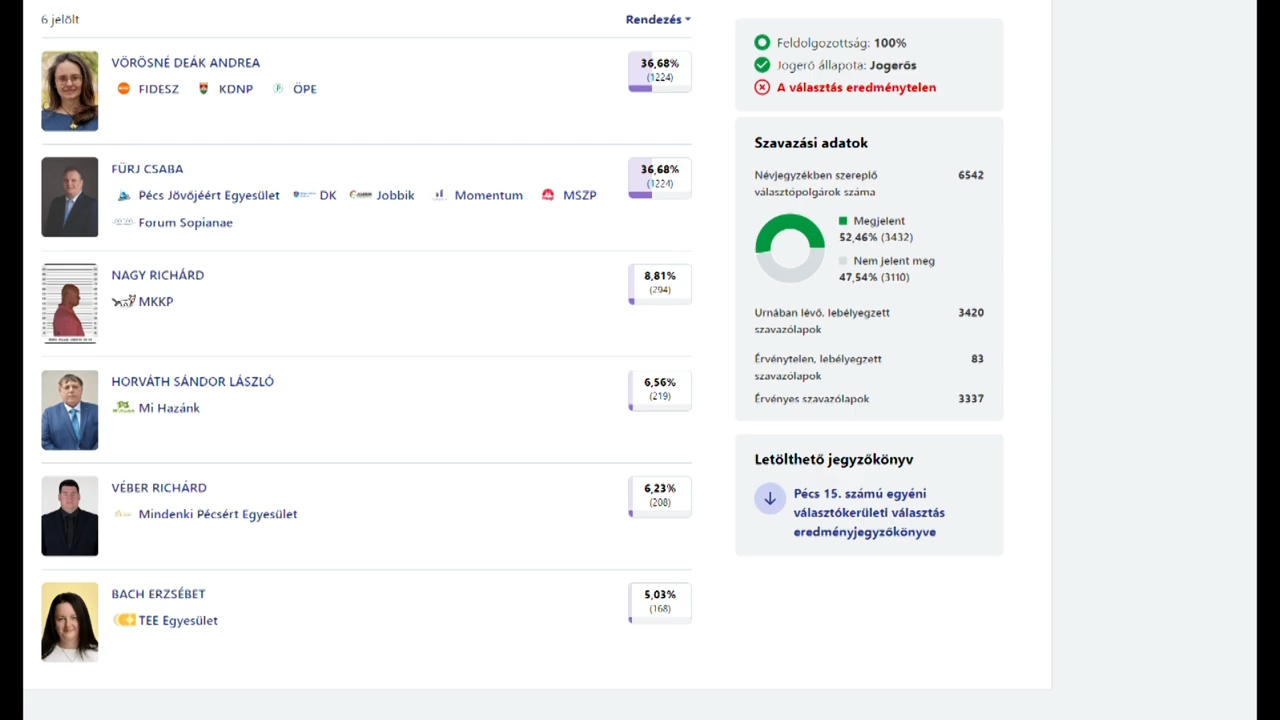 6 jelölt
Rendezés
VÖRÖSNÉ DEÁK ANDREA
FIDESZ KDNP ÖPE
36,68%
(1224)
FÜRJ CSABA
Pécs Jövőjéért Egyesület DK Jobbik Momentum MSZP
Forum Sopianae
36,68%
(1224)
NAGY RICHÁRD
MKKP
8,81%
(294)
HORVÁTH SÁNDOR LÁSZLÓ
Mi Hazánk
6,56%
(219)
VÉBER RICHÁRD
Mindenki Pécsért Egyesület
6,23%
(208)
BACH ERZSÉBET
TEE Egyesület
5,03%
(168)
Feldolgozottság: 100%
Jogerő állapota: Jogerős
A választás eredménytelen
Szavazási adatok
Névjegyzékben szereplő 6542
választópolgárok száma
Megjelent
52,46% (3432)
Nem jelent meg
47,54% (3110)
Urnában lévő, lebélyegzett 3420
szavazólapok
Érvénytelen, lebélyegzett 83
szavazólapok
Érvényes szavazólapok 3337
Letölthető jegyzőkönyv
Pécs 15. számú egyéni
választókerületi választás
eredményjegyzőkönyve